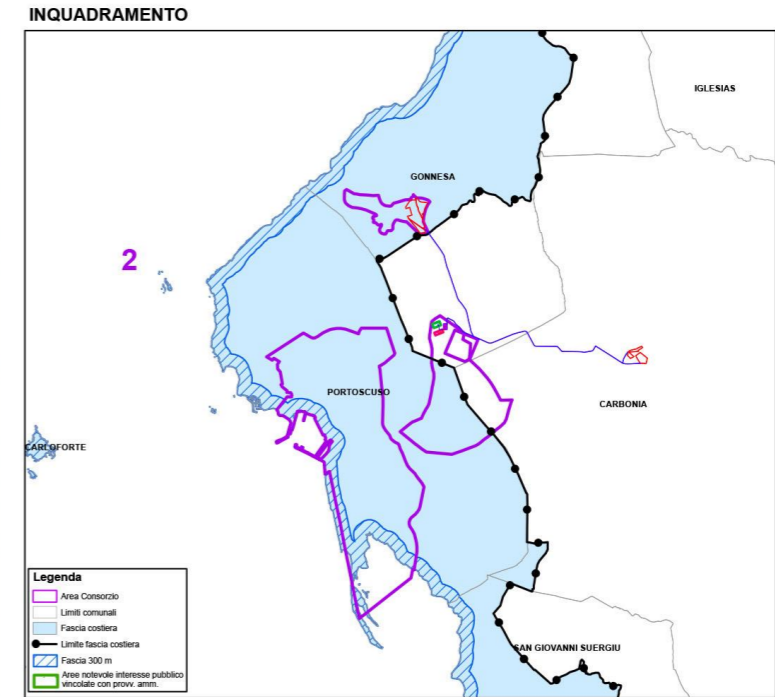 INQUADRAMENTO
IGLESIAS
GONNESA
2
PORTOSCUSO
CARBONIA
CARLOFORTE
SAN GIOVANNI SUERGIU
Legenda
Area Consorzio
Limiti comunali
Fascia costiera
Limite fascia costiera
Fascia 300 m
Aree notevole interesse pubblico
vincolate con provv. amm.